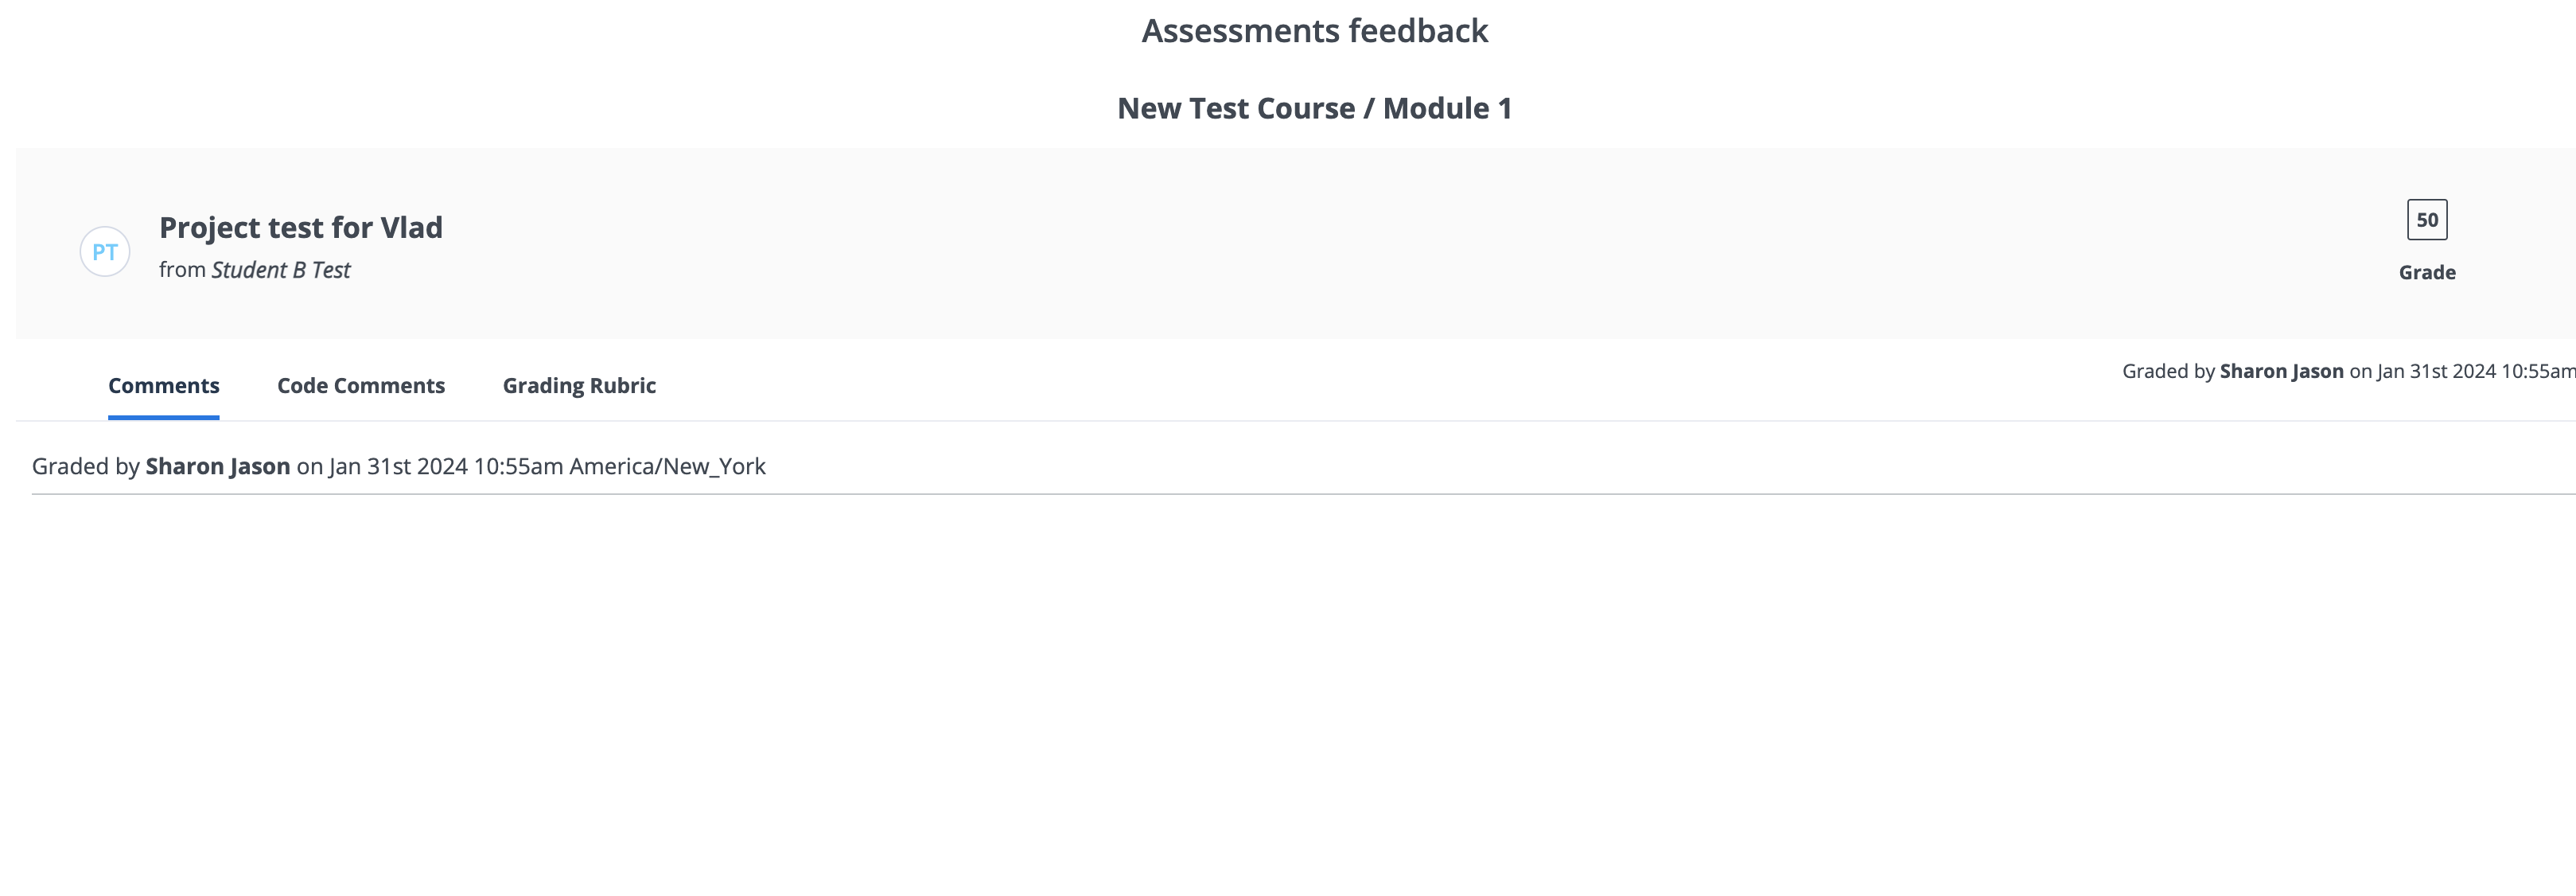 Assessments feedback
New Test Course / Module 1
PT
Project test for Vlad
from Student B Test
50
Grade
Comments
Code Comments
Grading Rubric
Graded by Sharon Jason on Jan 31st 2024 10:55am
Graded by Sharon Jason on Jan 31st 2024 10:55am America/New_York